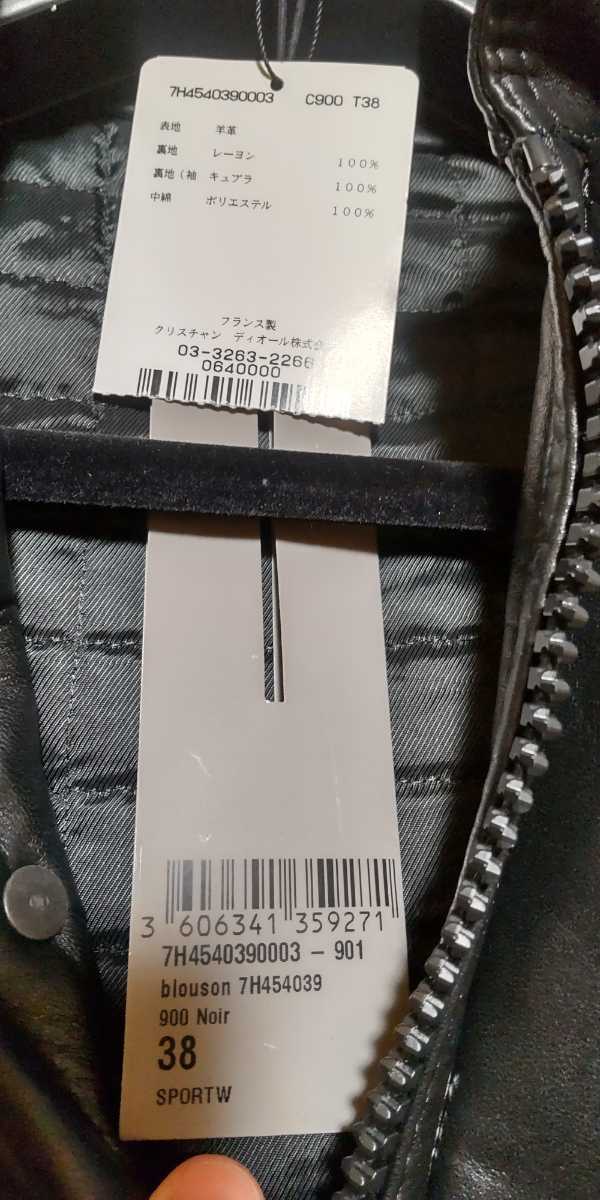 7H4540390003 C900 T38
表地 羊革
裏地 レーヨン 100%
裏地(袖 キュプラ 100%
中綿 ポリエステル 100%
フランス製
クリスチャン ディオール株式会
03-3263-2266
0640000
3 606341 359271
7H4540390003 - 901
blouson 7H454039
900 Noir
38
SPORTW